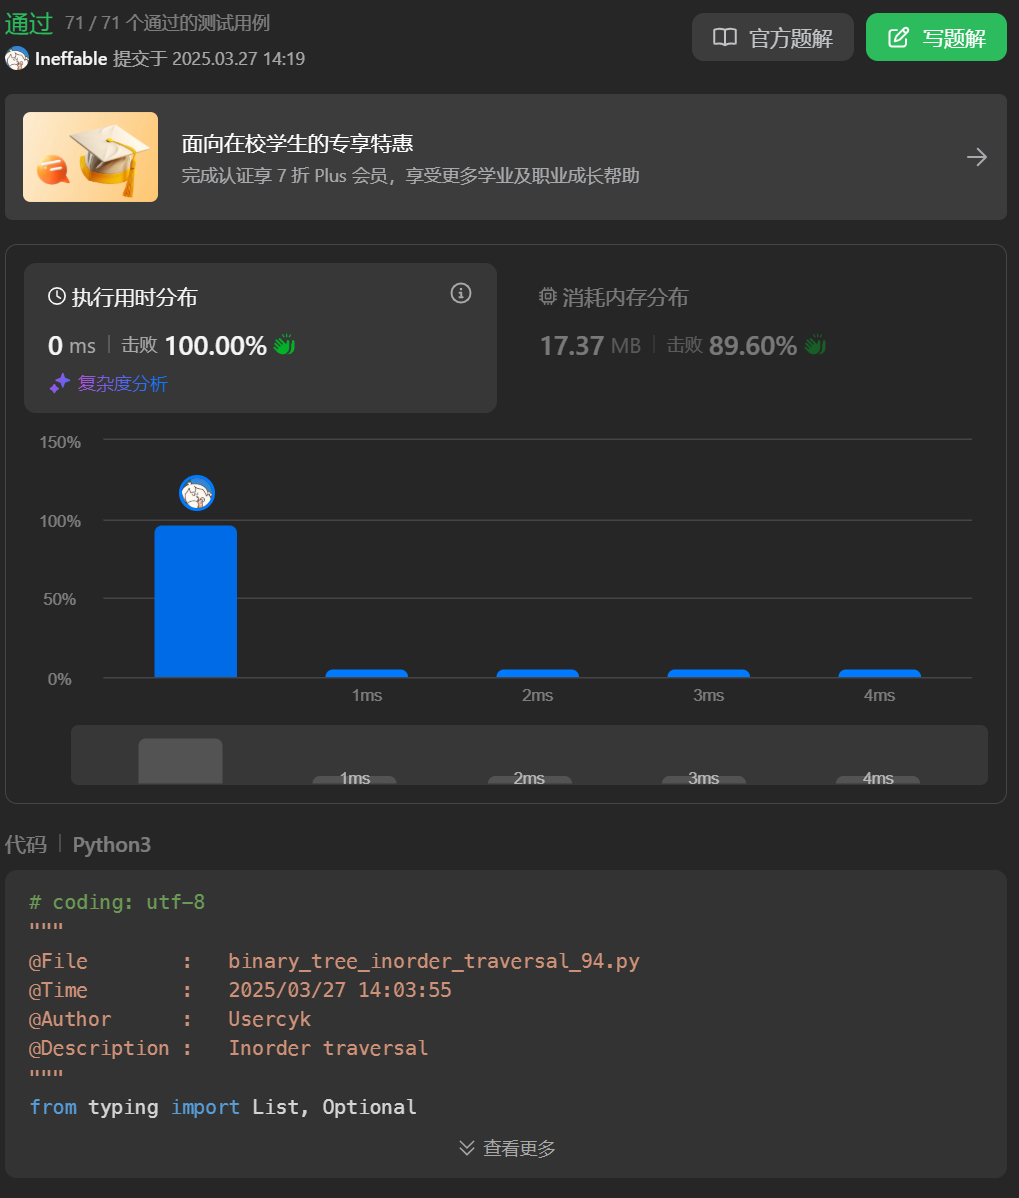 通过 71 / 71 个通过的测试用例
官方题解
写题解
Ineffable 提交于 2025.03.27 14:19
面向在校学生的专享特惠
完成认证享 7 折 Plus 会员，享受更多学业及职业成长帮助
执行用时分布
0 ms 击败 100.00%
复杂度分析
消耗内存分布
17.37 MB 击败 89.60%
150%
100%
50%
0%
1ms 2ms 3ms 4ms
1ms 2ms 3ms 4ms
代码 Python3
# coding: utf-8
"""
@File : binary_tree_inorder_traversal_94.py
@Time : 2025/03/27 14:03:55
@Author : Usercyk
@Description : Inorder traversal
"""
from typing import List, Optional
查看更多